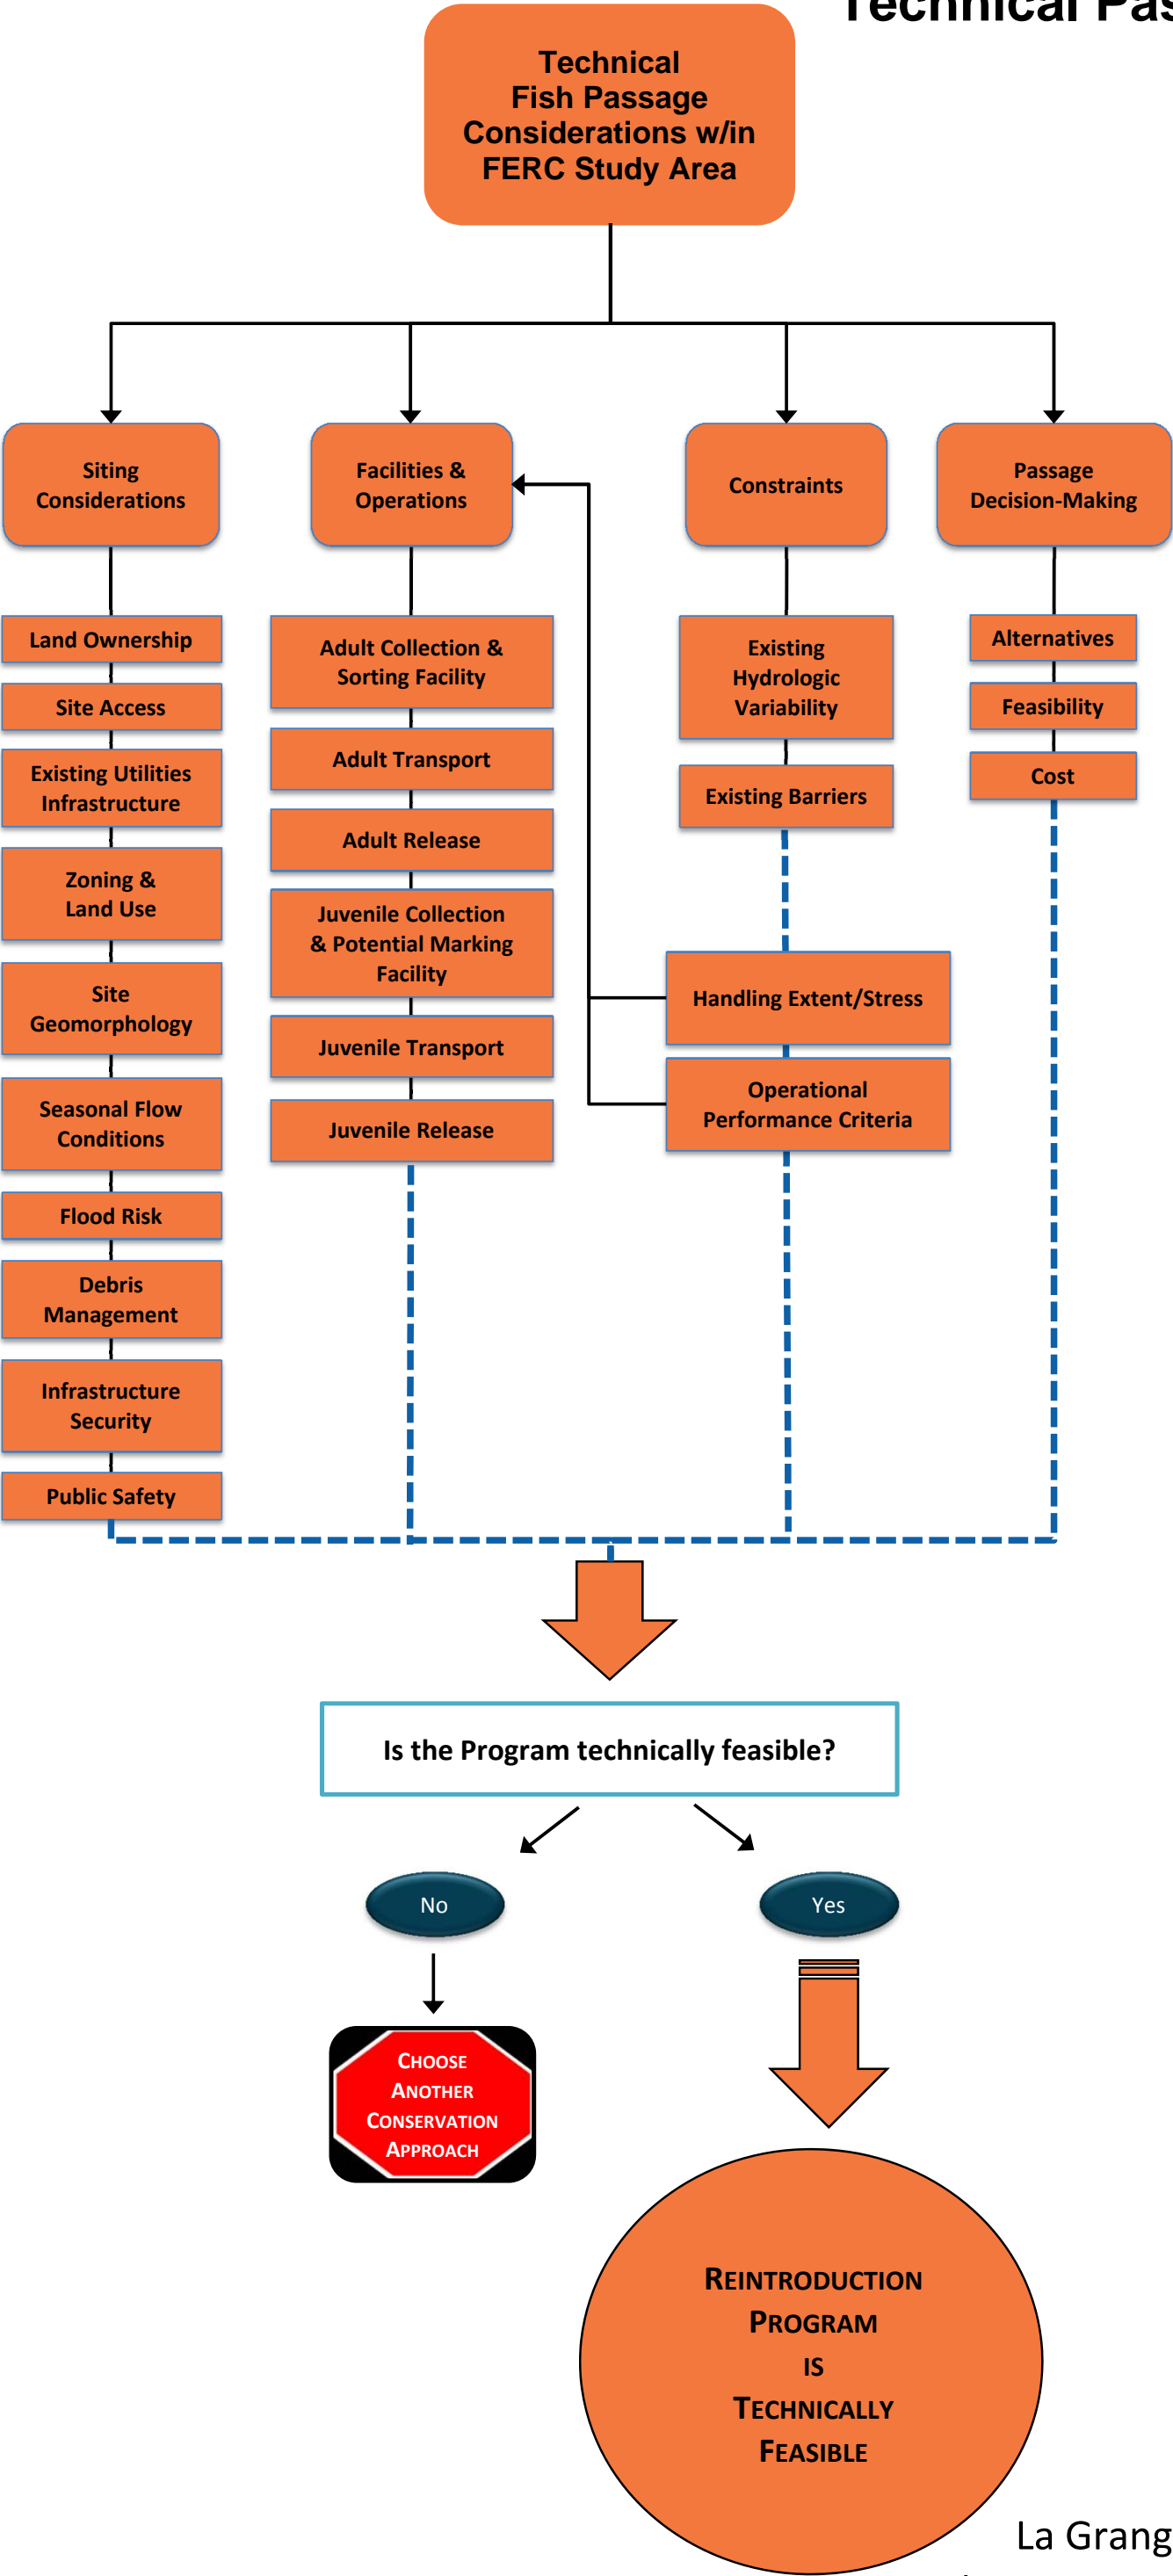 Technical Pas
Technical
Fish Passage
Considerations w/in
FERC Study Area
Siting
Considerations
Land Ownership
Site Access
Existing Utilities
Infrastructure
Zoning &
Land Use
Site
Geomorphology
Seasonal Flow
Conditions
Flood Risk
Debris
Management
Infrastructure
Security
Public Safety
Facilities &
Operations
Adult Collection &
Sorting Facility
Adult Transport
Adult Release
Juvenile Collection
& Potential Marking
Facility
Juvenile Transport
Juvenile Release
Constraints
Existing
Hydrologic
Variability
Existing Barriers
Handling Extent/Stress
Operational
Performance Criteria
Passage
Decision-Making
Alternatives
Feasibility
Cost
Is the Program technically feasible?
No
Yes
CHOOSE
ANOTHER
CONSERVATION
APPROACH
REINTRODUCTION
PROGRAM
IS
TECHNICALLY
FEASIBLE
La Grang